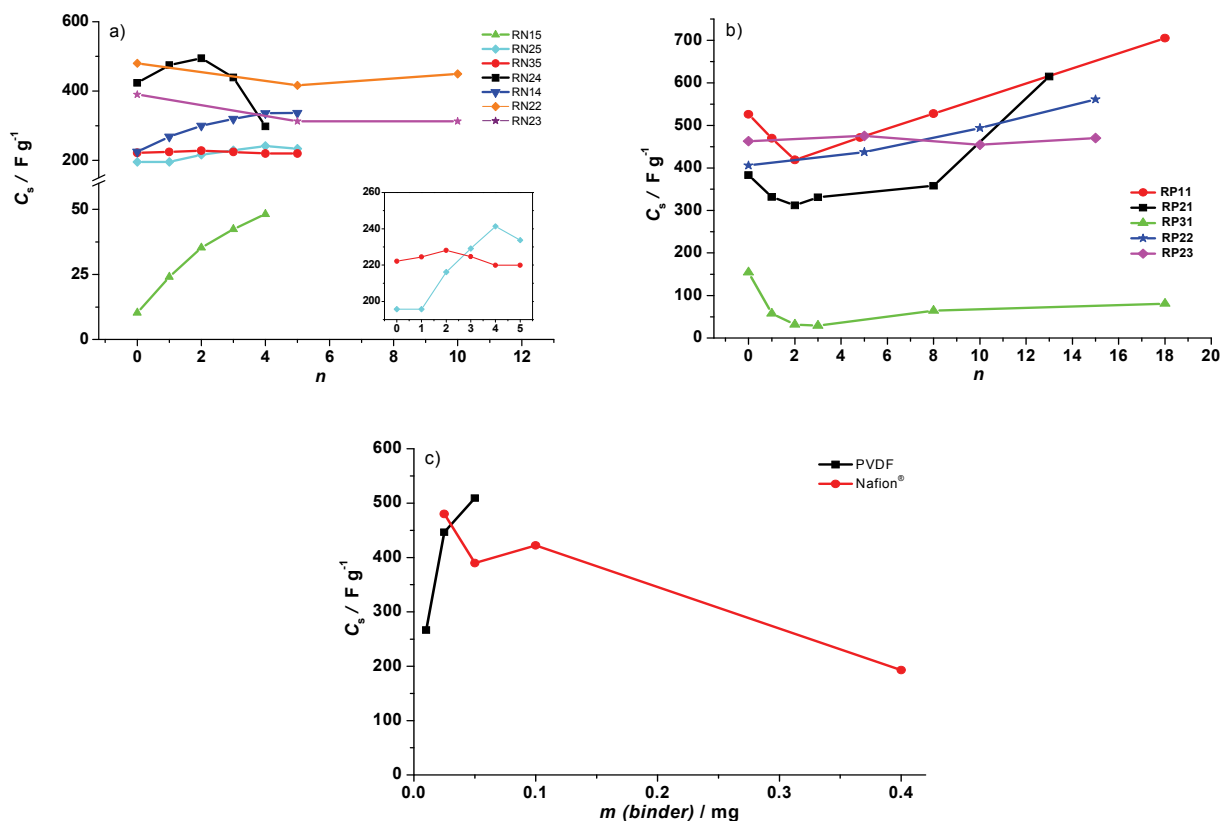 a)
C_s / F g⁻¹
600
400
200
50
25
0
RN15
RN25
RN35
RN24
RN14
RN22
RN23
260
240
220
200
0 1 2 3 4 5
0 2 4 6 8 10 12
n
b)
C_s / F g⁻¹
700
600
500
400
300
200
100
0
RP11
RP21
RP31
RP22
RP23
0 2 4 6 8 10 12 14 16 18 20
n
c)
C_s / F g⁻¹
600
500
400
300
200
100
0
PVDF
Nafion®
0.0 0.1 0.2 0.3 0.4
m (binder) / mg